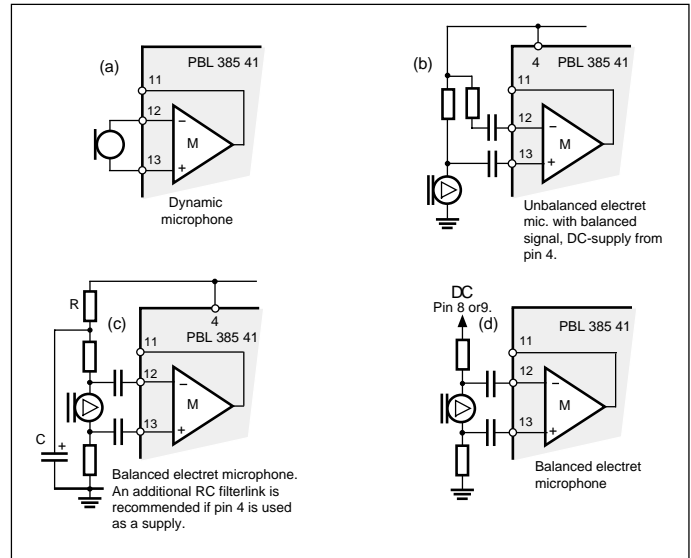 (a)
PBL 385 41
11
12
−
M
13
+
Dynamic
microphone
(b)
4
PBL 385 41
11
12
−
M
13
+
Unbalanced electret
mic. with balanced
signal, DC-supply from
pin 4.
R
(c)
4
PBL 385 41
11
12
−
M
13
+
C
+
Balanced electret microphone.
An additional RC filterlink is
recommended if pin 4 is used
as a supply.
DC
Pin 8 or9.
(d)
PBL 385 41
11
12
−
M
13
+
Balanced electret
microphone